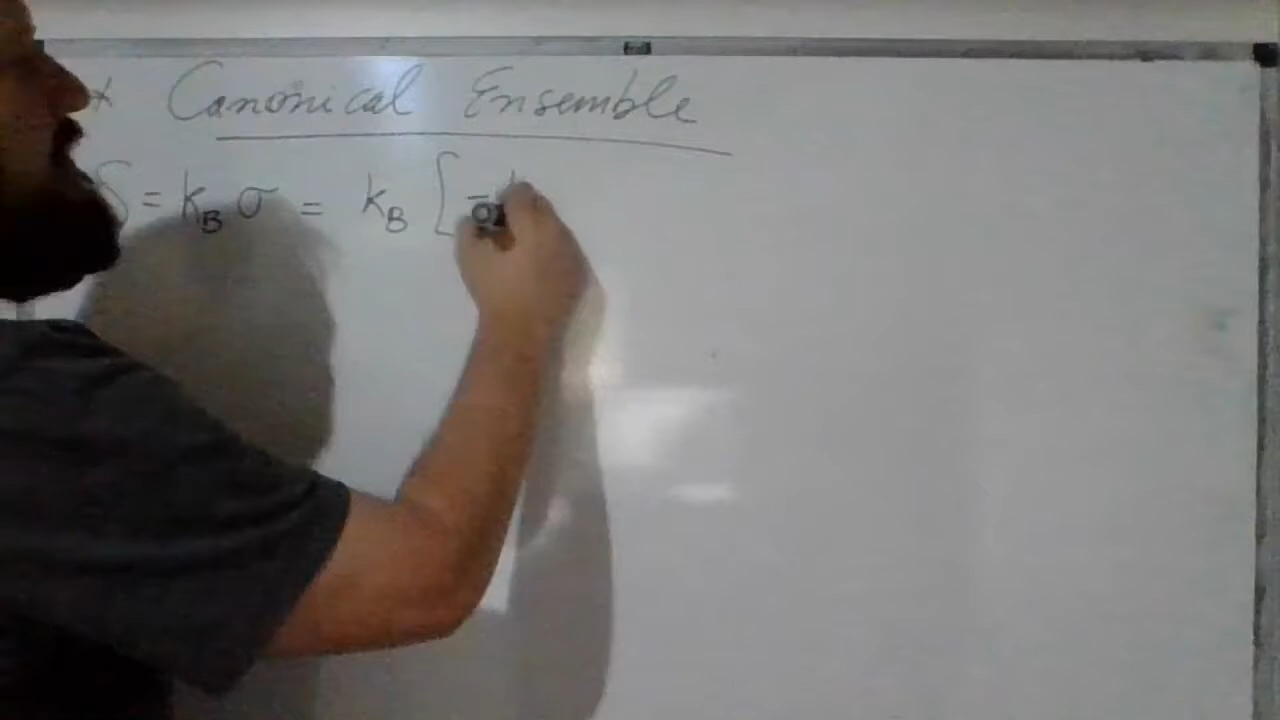 * Canonical Ensemble
S = k_B σ = k_B [